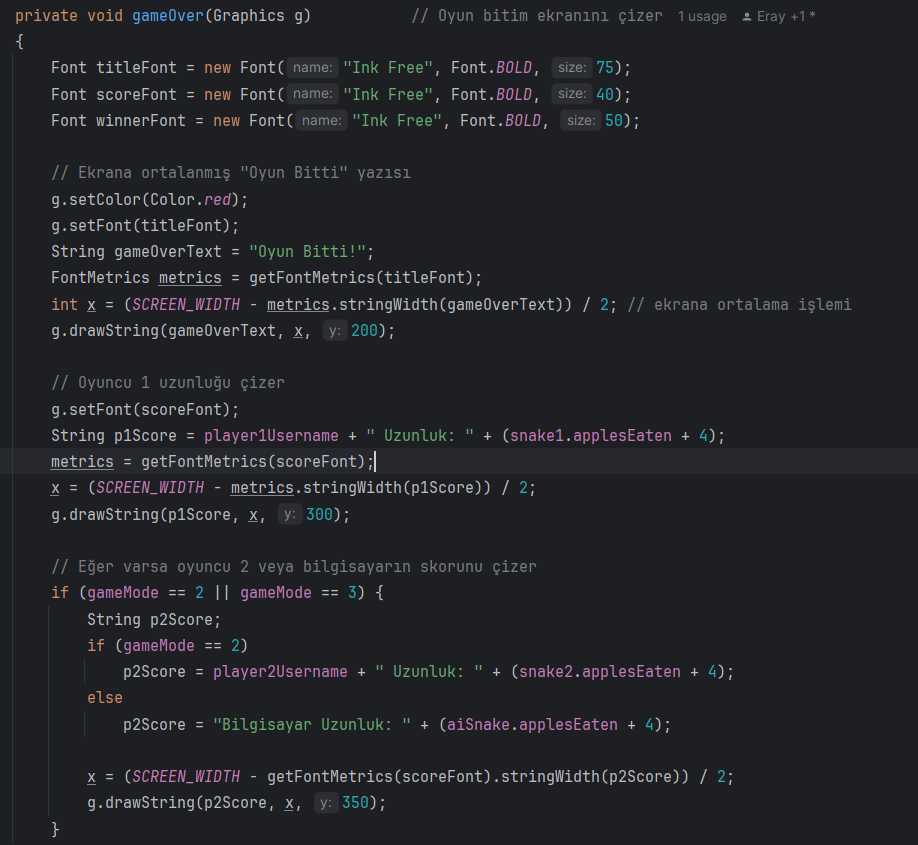 private void gameOver(Graphics g)           // Oyun bitim ekranını çizer  1 usage  Eray +1 *
{
    Font titleFont = new Font( name: "Ink Free", Font.BOLD,  size: 75);
    Font scoreFont = new Font( name: "Ink Free", Font.BOLD,  size: 40);
    Font winnerFont = new Font( name: "Ink Free", Font.BOLD,  size: 50);

    // Ekrana ortalanmış "Oyun Bitti" yazısı
    g.setColor(Color.red);
    g.setFont(titleFont);
    String gameOverText = "Oyun Bitti!";
    FontMetrics metrics = getFontMetrics(titleFont);
    int x = (SCREEN_WIDTH - metrics.stringWidth(gameOverText)) / 2; // ekrana ortalama işlemi
    g.drawString(gameOverText, x,  y: 200);

    // Oyuncu 1 uzunluğu çizer
    g.setFont(scoreFont);
    String p1Score = player1Username + " Uzunluk: " + (snake1.applesEaten + 4);
    metrics = getFontMetrics(scoreFont);
    x = (SCREEN_WIDTH - metrics.stringWidth(p1Score)) / 2;
    g.drawString(p1Score, x,  y: 300);

    // Eğer varsa oyuncu 2 veya bilgisayarın skorunu çizer
    if (gameMode == 2 || gameMode == 3) {
        String p2Score;
        if (gameMode == 2)
            p2Score = player2Username + " Uzunluk: " + (snake2.applesEaten + 4);
        else
            p2Score = "Bilgisayar Uzunluk: " + (aiSnake.applesEaten + 4);

        x = (SCREEN_WIDTH - getFontMetrics(scoreFont).stringWidth(p2Score)) / 2;
        g.drawString(p2Score, x,  y: 350);
    }